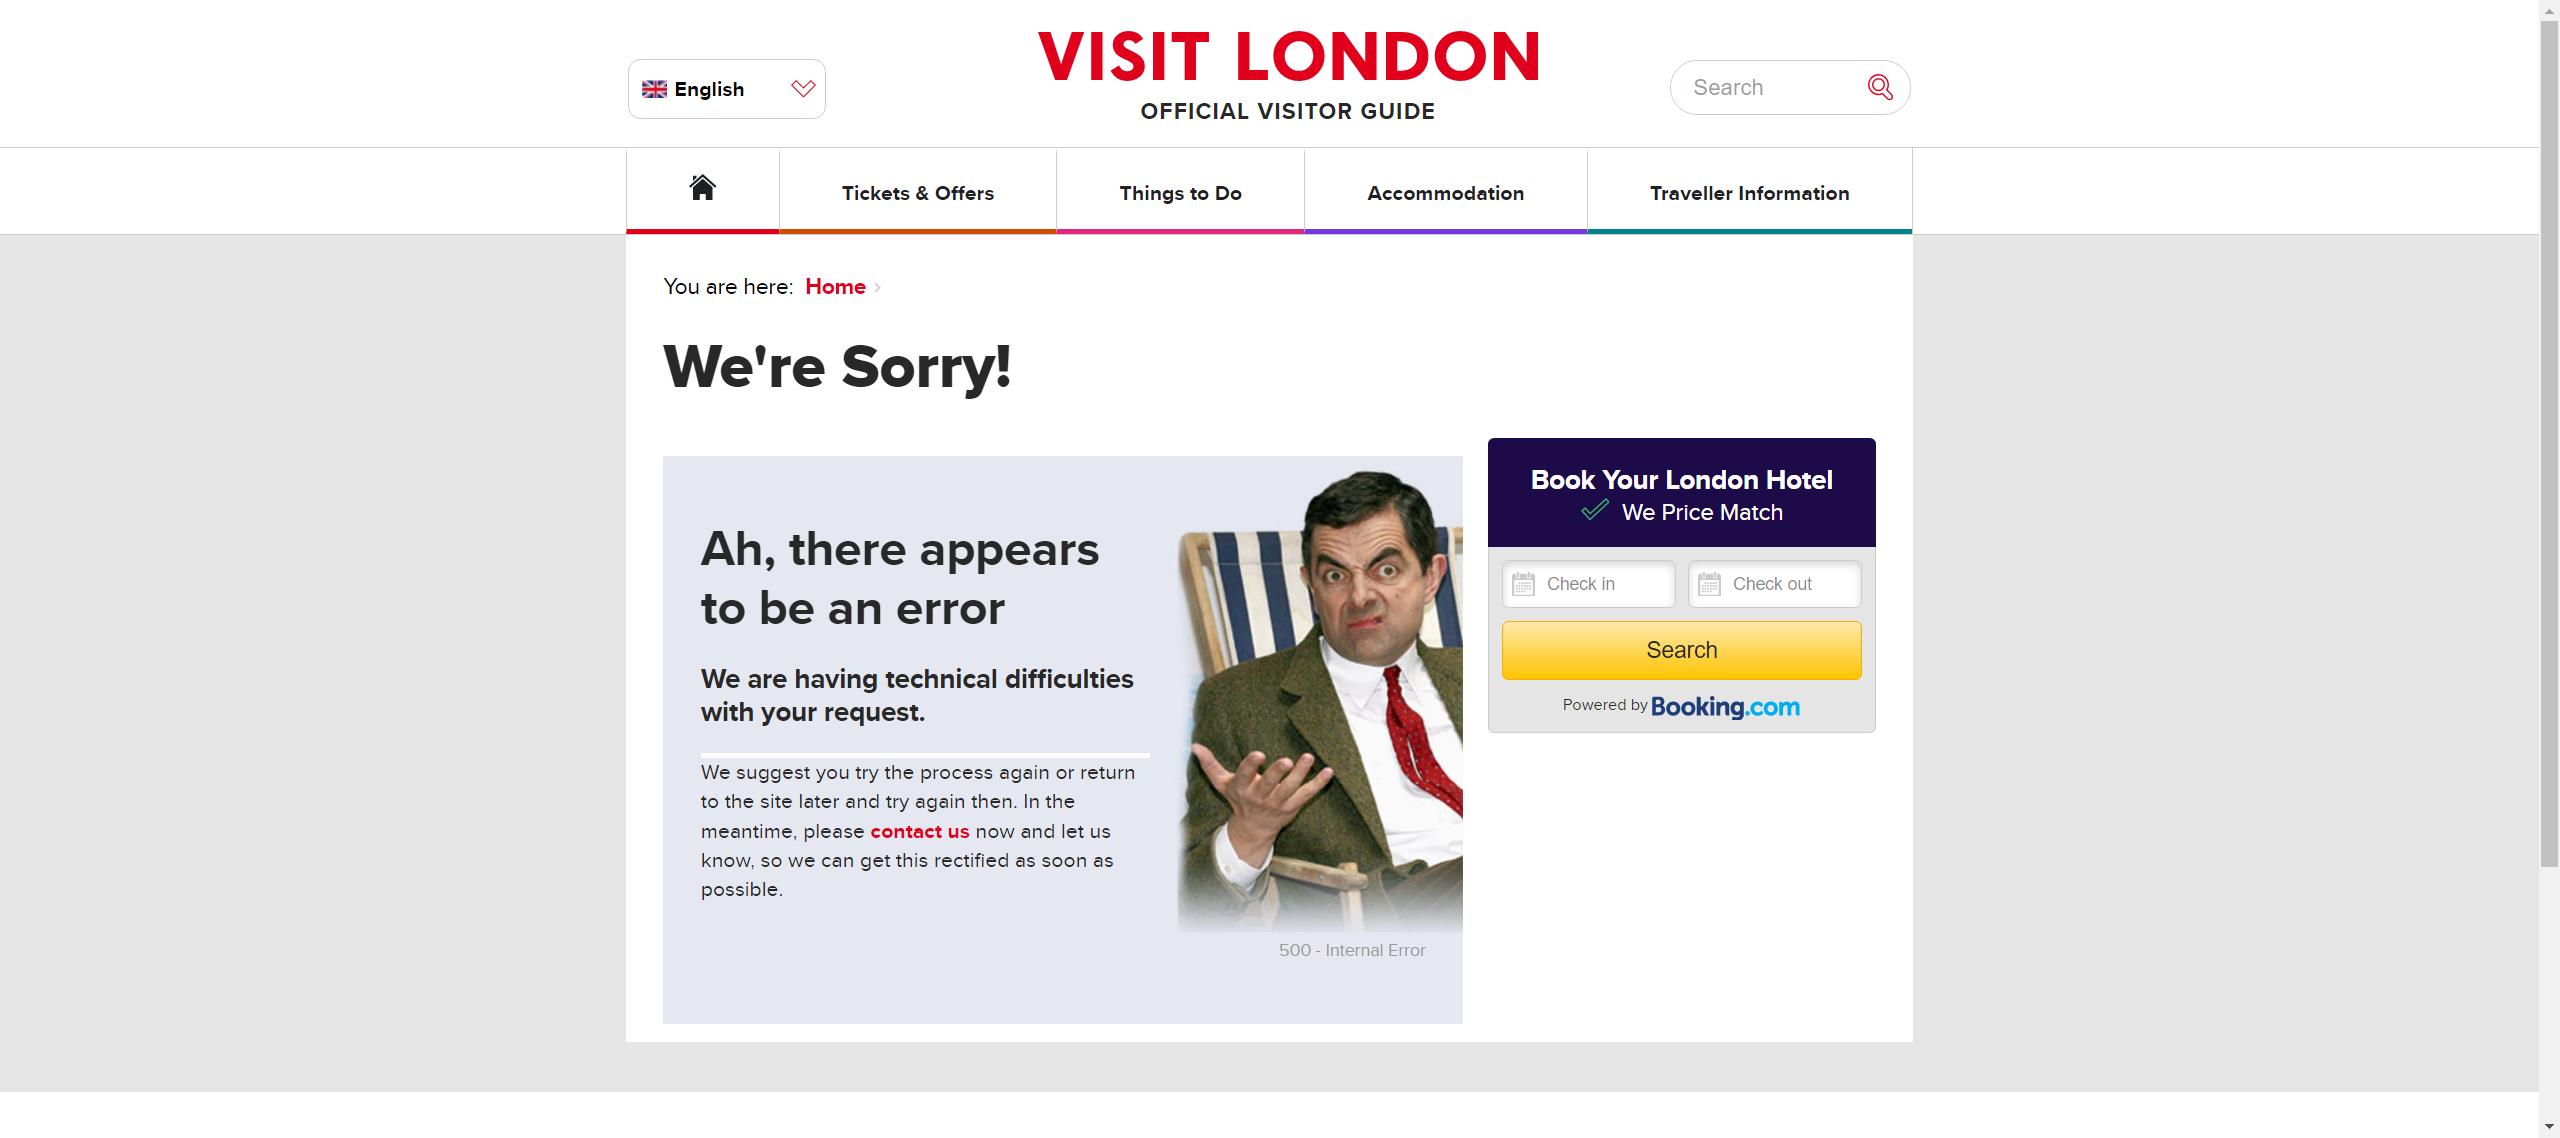 English
VISIT LONDON
OFFICIAL VISITOR GUIDE
Search
Tickets & Offers
Things to Do
Accommodation
Traveller Information
You are here: Home ›
We're Sorry!
Ah, there appears
to be an error
We are having technical difficulties
with your request.
We suggest you try the process again or return
to the site later and try again then. In the
meantime, please contact us now and let us
know, so we can get this rectified as soon as
possible.
500 - Internal Error
Book Your London Hotel
We Price Match
Check in
Check out
Search
Powered by Booking.com